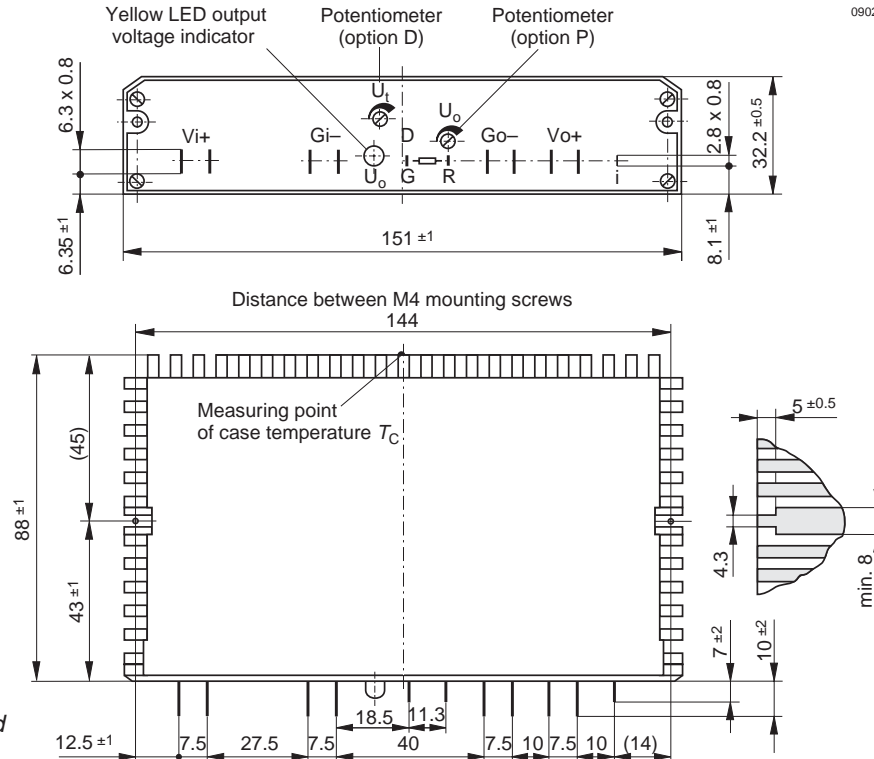 Yellow LED output
voltage indicator
Potentiometer
(option D)
Potentiometer
(option P)
0902
6.3 x 0.8
Ut
Uo
Vi+
Gi–
D
Go–
Vo+
Uo
G
R
i
2.8 x 0.8
32.2 ±0.5
6.35 ±1
151 ±1
8.1 ±1
Distance between M4 mounting screws
144
Measuring point
of case temperature TC
(45)
88 ±1
43 ±1
5 ±0.5
4.3
min. 8
7 ±2
10 ±2
d
18.5
11.3
12.5 ±1
7.5
27.5
7.5
40
7.5
10
7.5
10
(14)